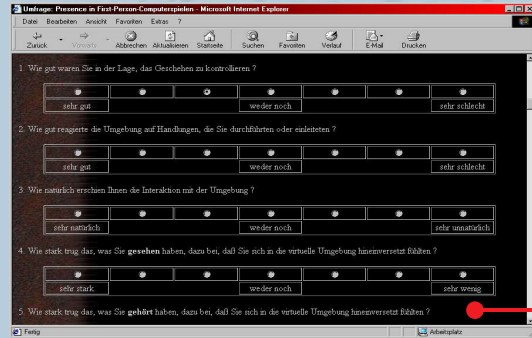 Umfrage: Presence in First-Person-Computerspielen - Microsoft Internet Explorer
Datei Bearbeiten Ansicht Favoriten Extras ?
Zurück Vorwärts Abbrechen Aktualisieren Startseite Suchen Favoriten Verlauf E-Mail Drucken
1. Wie gut waren Sie in der Lage, das Geschehen zu kontrollieren ?
sehr gut weder noch sehr schlecht
2. Wie gut reagierte die Umgebung auf Handlungen, die Sie durchführten oder einleiteten ?
sehr gut weder noch sehr schlecht
3. Wie natürlich erschien Ihnen die Interaktion mit der Umgebung ?
sehr natürlich weder noch sehr unnatürlich
4. Wie stark trug das, was Sie gesehen haben, dazu bei, daß Sie sich in die virtuelle Umgebung hineinversetzt fühlten ?
sehr stark weder noch sehr wenig
5. Wie stark trug das, was Sie gehört haben, dazu bei, daß Sie sich in die virtuelle Umgebung hineinversetzt fühlten ?
Fertig Arbeitsplatz